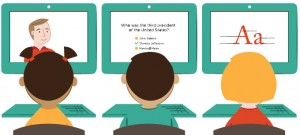 Who was the third president
of the United States?
John Adams
Thomas Jefferson
Aa